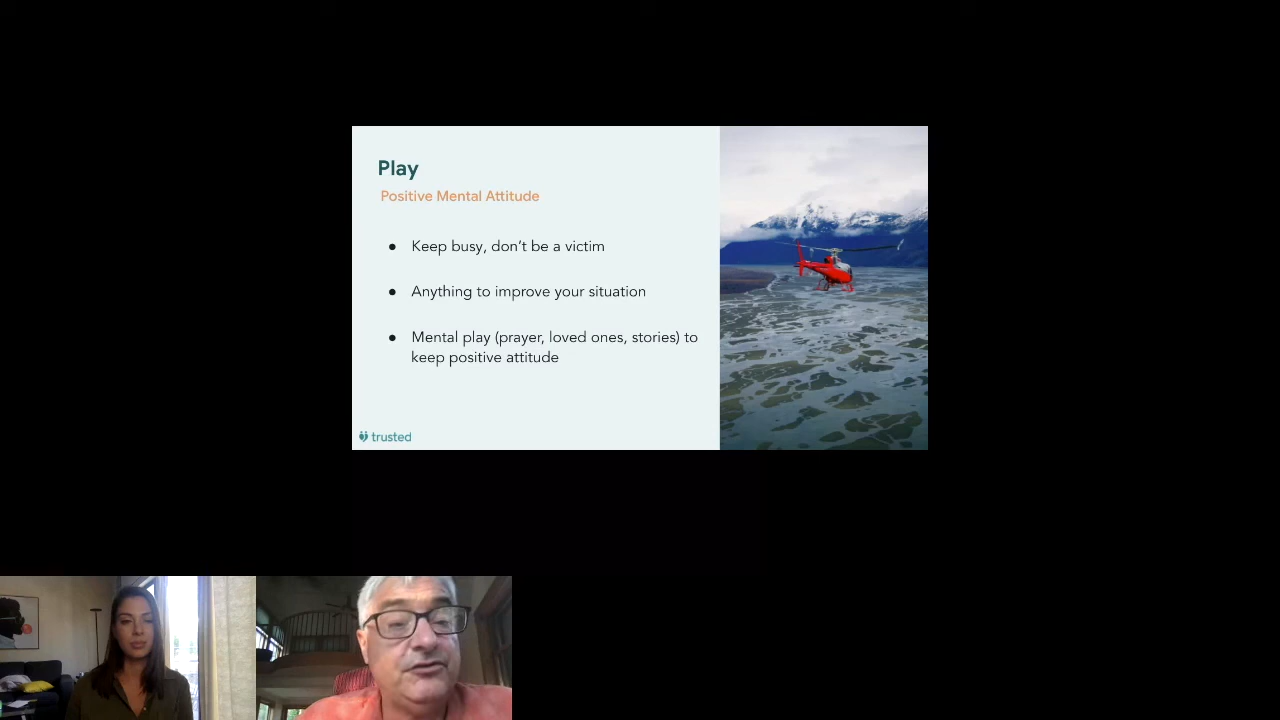 Play
Positive Mental Attitude
● Keep busy, don't be a victim
● Anything to improve your situation
● Mental play (prayer, loved ones, stories) to
keep positive attitude
trusted